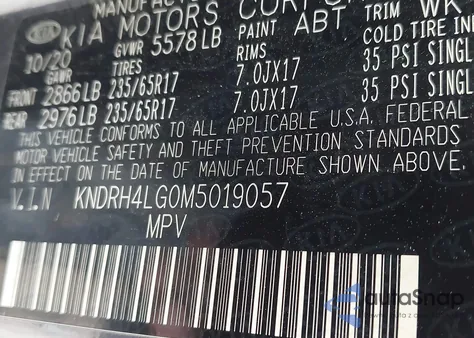 MANUFAC
KIA KIA MOTORS CORPOR
10/20 GVWR 5578LB PAINT ABT TRIM WK
GAWR TIRES RIMS COLD TIRE IN
FRONT 2866LB 235/65R17 7.0JX17 35 PSI SINGL
REAR 2976LB 235/65R17 7.0JX17 35 PSI SINGL
THIS VEHICLE CONFORMS TO ALL APPLICABLE U.S.A. FEDERAL
MOTOR VEHICLE SAFETY AND THEFT PREVENTION STANDARDS
IN EFFECT ON THE DATE OF MANUFACTURE SHOWN ABOVE.
V.I.N KNDRH4LG0M5019057
MPV
autoSnap